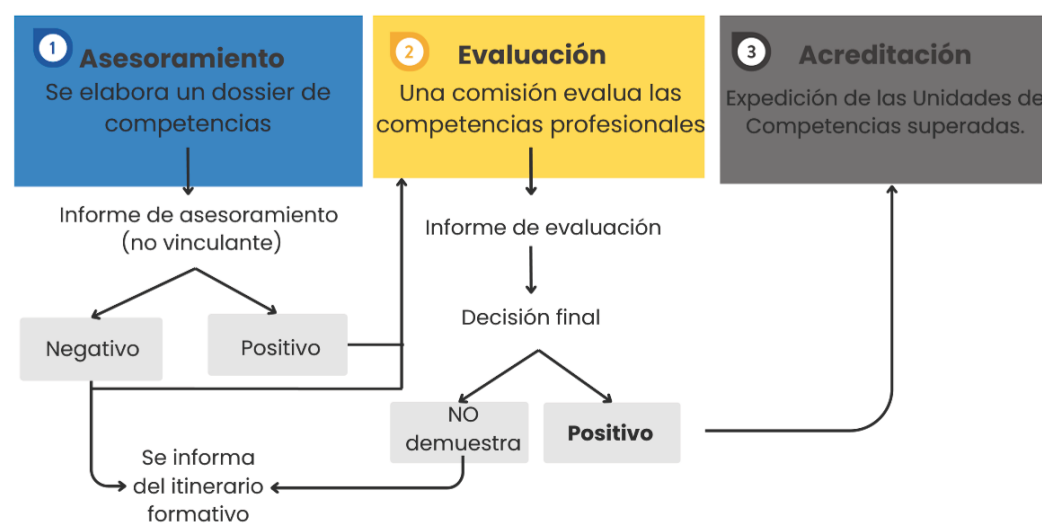 1
Asesoramiento
Se elabora un dossier de
competencias
Informe de asesoramiento
(no vinculante)
Negativo
Positivo
Se informa
del itinerario
formativo
2
Evaluación
Una comisión evalua las
competencias profesionales
Informe de evaluación
Decisión final
NO
demuestra
Positivo
3
Acreditación
Expedición de las Unidades de
Competencias superadas.